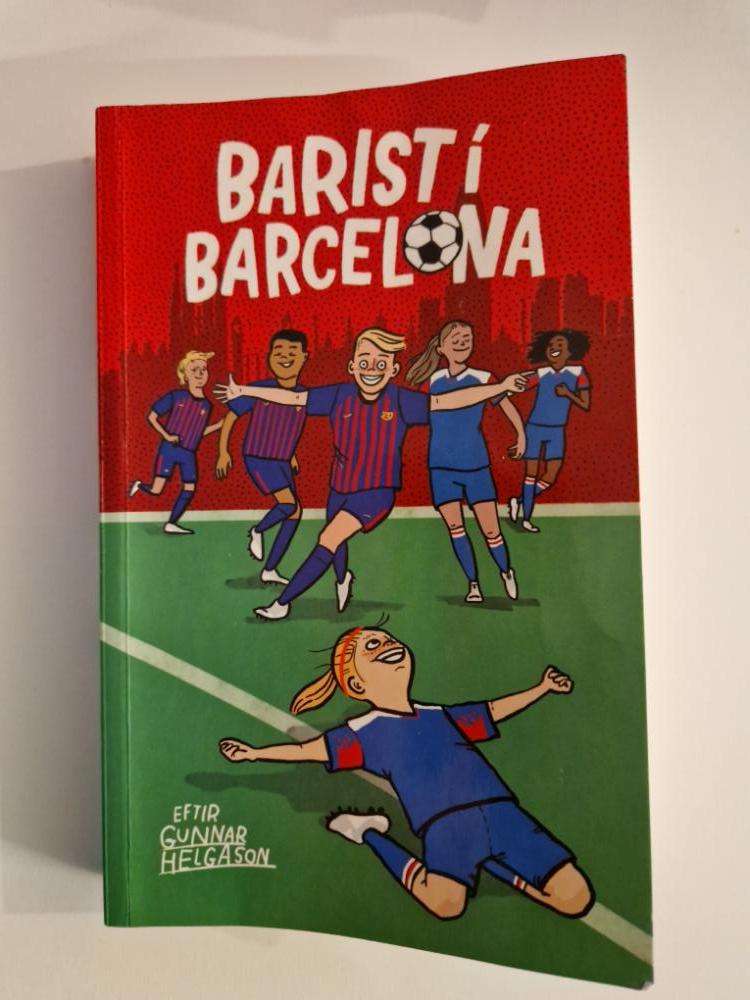 BARIST Í
BARCELONA
EFTIR
GUNNAR
HELGASON